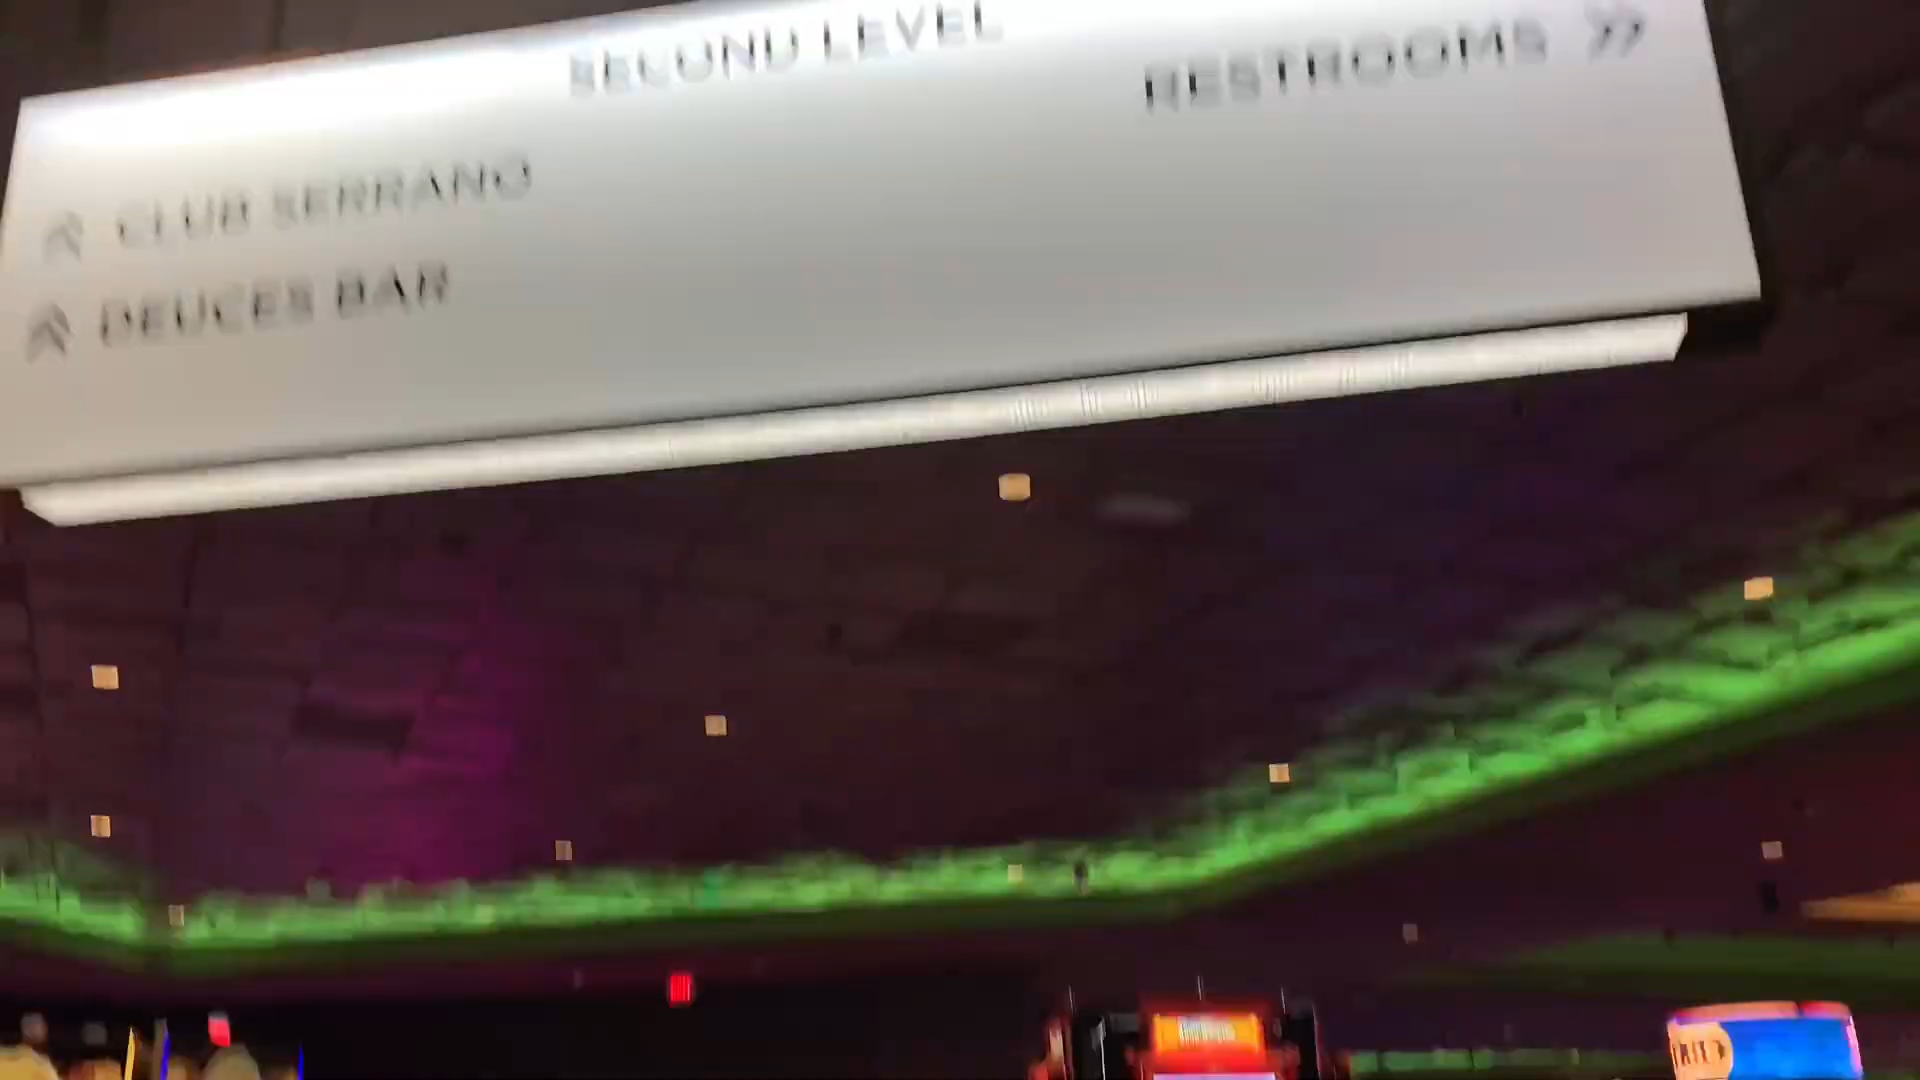 SECOND LEVEL
RESTROOMS
CLUB SERRANO
DEUCES BAR